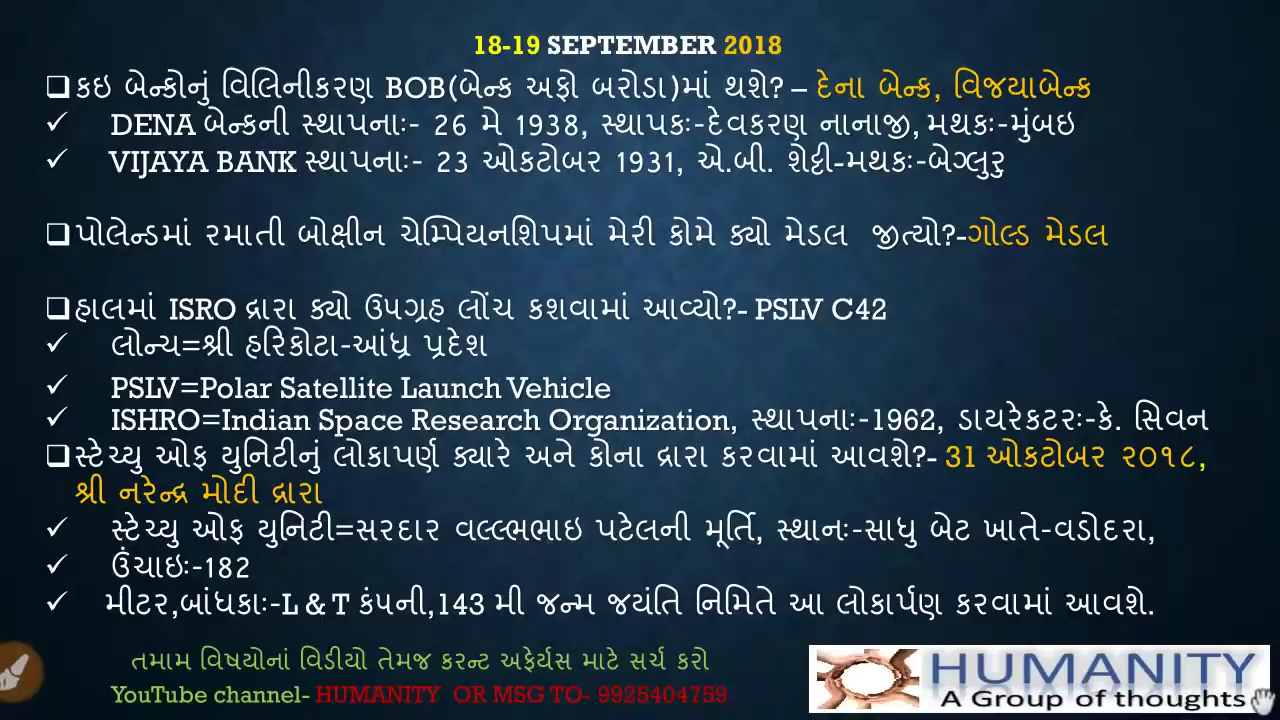 18-19 SEPTEMBER 2018
❑કઇ બેન્કોનું વિલિનીકરણ BOB(બેન્ક અફો બરોડા)માં થશે? – દેના બેન્ક, વિજયાબેન્ક
✓ DENA બેન્કની સ્થાપનાઃ- 26 મે 1938, સ્થાપકઃ-દેવકરણ નાનાજી, મથકઃ-મુંબઇ
✓ VIJAYA BANK સ્થાપનાઃ- 23 ઓકટોબર 1931, એ.બી. શેટ્ટી-મથકઃ-બેગ્લુરુ
❑પોલેન્ડમાં રમાતી બોક્ષીન ચેમ્પિયનશિપમાં મેરી કોમે ક્યો મેડલ જીત્યો?-ગોલ્ડ મેડલ
❑હાલમાં ISRO દ્રારા ક્યો ઉપગ્રહ લોંચ કશવામાં આવ્યો?- PSLV C42
✓ લોન્ચ=શ્રી હરિકોટા-આંધ્ર પ્રદેશ
✓ PSLV=Polar Satellite Launch Vehicle
✓ ISHRO=Indian Space Research Organization, સ્થાપનાઃ-1962, ડાયરેકટરઃ-કે. સિવન
❑સ્ટેચ્યુ ઓફ યુનિટીનું લોકાપર્ણ ક્યારે અને કોના દ્રારા કરવામાં આવશે?- 31 ઓકટોબર ૨૦૧૮,
શ્રી નરેન્દ્ર મોદી દ્રારા
✓ સ્ટેચ્યુ ઓફ યુનિટી=સરદાર વલ્લ્ભભાઇ પટેલની મૂર્તિ, સ્થાનઃ-સાધુ બેટ ખાતે-વડોદરા,
✓ ઉંચાઇઃ-182
✓ મીટર,બાંધકાઃ-L & T કંપની,143 મી જન્મ જયંતિ નિમિતે આ લોકાર્પણ કરવામાં આવશે.
તમામ વિષયોનાં વિડીયો તેમજ કરન્ટ અફેર્યસ માટે સર્ચ કરો
YouTube channel- HUMANITY OR MSG TO- 9925404759
HUMANITY
A Group of thoughts